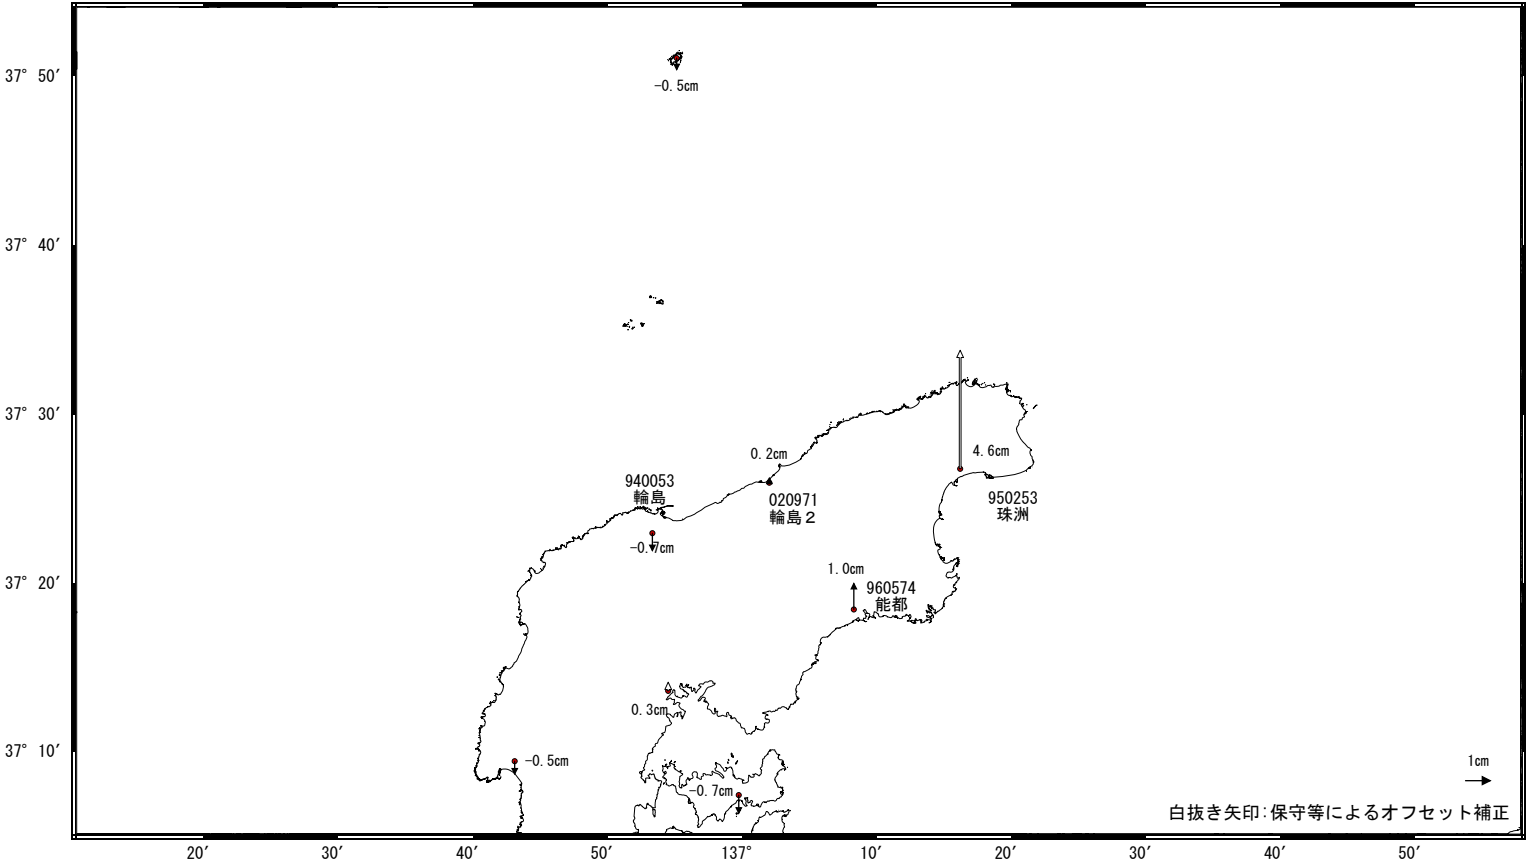 37° 50′
-0.5cm
37° 40′
37° 30′
0.2cm
4.6cm
940053
輪島
020971
輪島２
950253
珠洲
-0.7cm
1.0cm
37° 20′
960574
能都
0.3cm
37° 10′
-0.5cm
-0.7cm
1cm
白抜き矢印:保守等によるオフセット補正
20′ 30′ 40′ 50′ 137° 10′ 20′ 30′ 40′ 50′